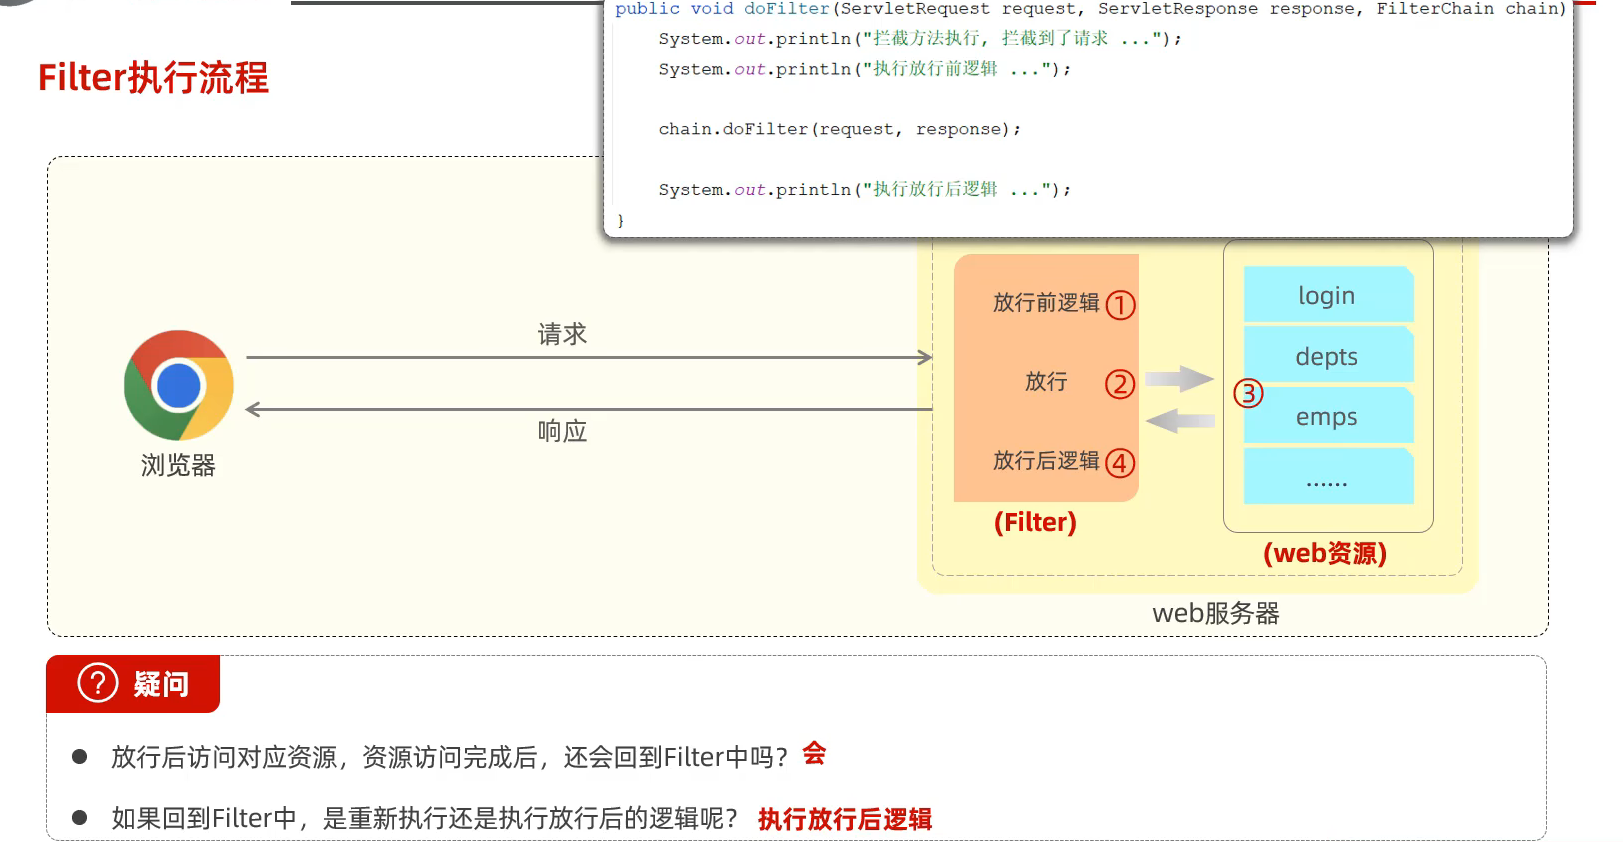 public void doFilter(ServletRequest request, ServletResponse response, FilterChain chain)
System.out.println("拦截方法执行, 拦截到了请求 ...");
System.out.println("执行放行前逻辑 ...");
chain.doFilter(request, response);
System.out.println("执行放行后逻辑 ...");
}
Filter执行流程
请求
响应
浏览器
放行前逻辑 ①
放行 ②
放行后逻辑 ④
(Filter)
③
login
depts
emps
......
(web资源)
web服务器
? 疑问
● 放行后访问对应资源，资源访问完成后，还会回到Filter中吗？ 会
● 如果回到Filter中，是重新执行还是执行放行后的逻辑呢？ 执行放行后逻辑